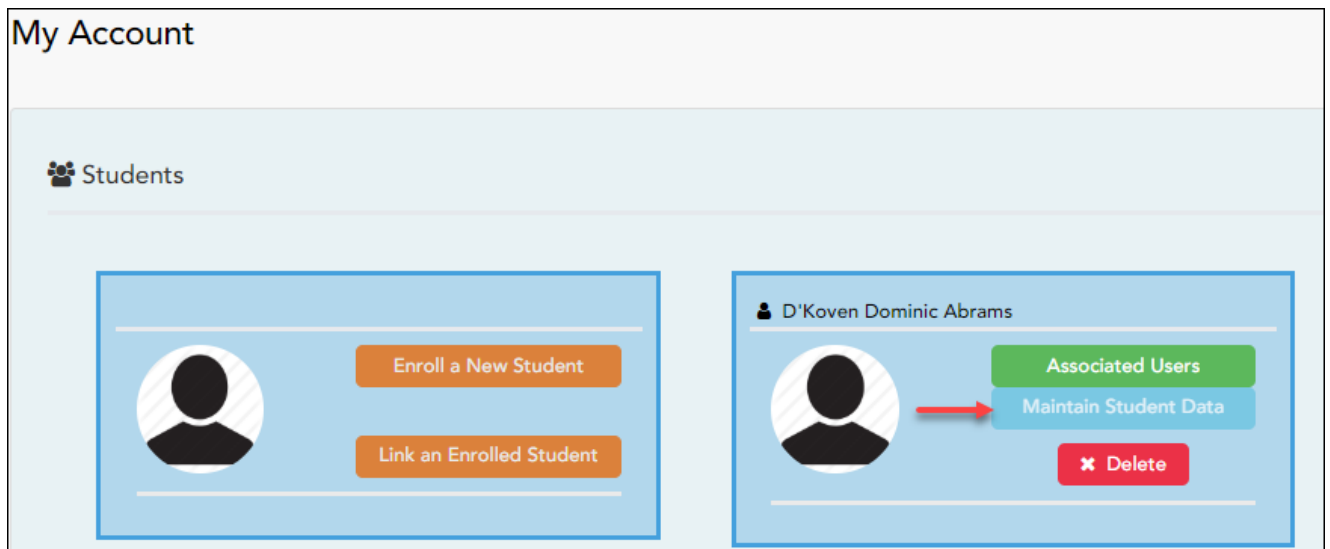 My Account
Students
Enroll a New Student
Link an Enrolled Student
D'Koven Dominic Abrams
Associated Users
Maintain Student Data
✖ Delete